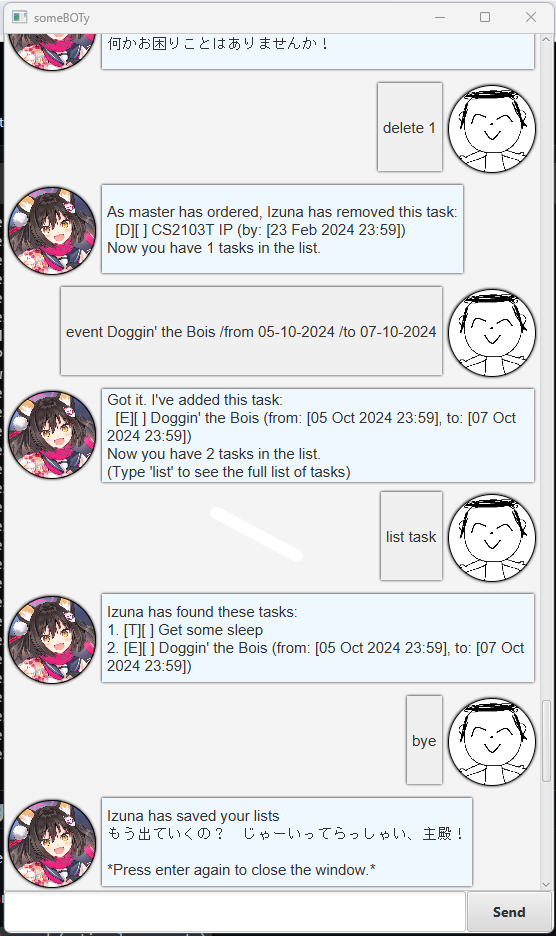 someBOTy
何かお困りことはありませんか！
delete 1
As master has ordered, Izuna has removed this task:
[D][ ] CS2103T IP (by: [23 Feb 2024 23:59])
Now you have 1 tasks in the list.
event Doggin' the Bois /from 05-10-2024 /to 07-10-2024
Got it. I've added this task:
[E][ ] Doggin' the Bois (from: [05 Oct 2024 23:59], to: [07 Oct
2024 23:59])
Now you have 2 tasks in the list.
(Type 'list' to see the full list of tasks)
list task
Izuna has found these tasks:
1. [T][ ] Get some sleep
2. [E][ ] Doggin' the Bois (from: [05 Oct 2024 23:59], to: [07 Oct
2024 23:59])
bye
Izuna has saved your lists
もう出ていくの？　じゃーいってらっしゃい、主殿！
*Press enter again to close the window.*
Send